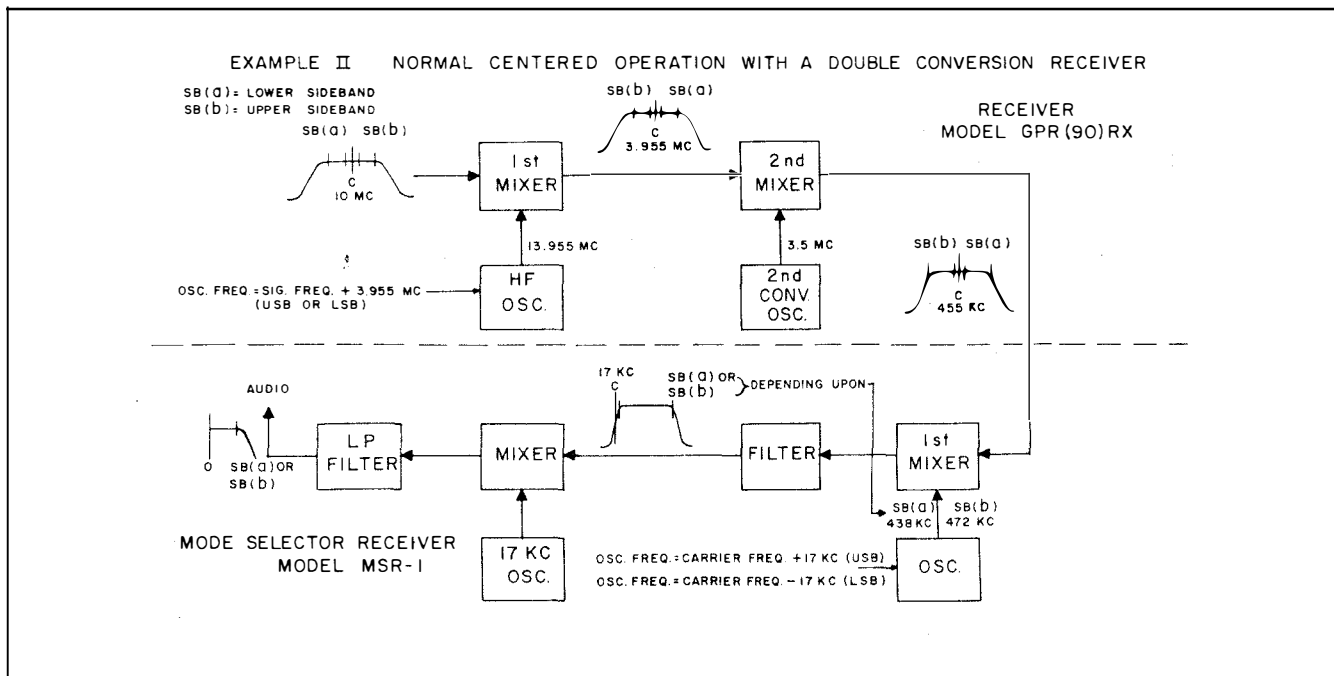 EXAMPLE II NORMAL CENTERED OPERATION WITH A DOUBLE CONVERSION RECEIVER
SB(a)= LOWER SIDEBAND
SB(b)= UPPER SIDEBAND
SB(a) SB(b)
C
10 MC
1st
MIXER
SB(b) SB(a)
C
3.955 MC
2nd
MIXER
RECEIVER
MODEL GPR(90)RX
13.955 MC
3.5 MC
OSC. FREQ.=SIG. FREQ. + 3.955 MC
(USB OR LSB)
HF
OSC.
2nd
CONV.
OSC.
SB(b) SB(a)
C
455 KC
AUDIO
O
SB(a)OR
SB(b)
L P
FILTER
MIXER
17 KC
C
SB(a)OR
SB(b)
DEPENDING UPON
FILTER
1st
MIXER
SB(a) SB(b)
438 KC 472 KC
MODE SELECTOR RECEIVER
MODEL MSR-1
17 KC
OSC.
OSC. FREQ.=CARRIER FREQ. +17 KC (USB)
OSC. FREQ.=CARRIER FREQ.-17 KC (LSB)
OSC.